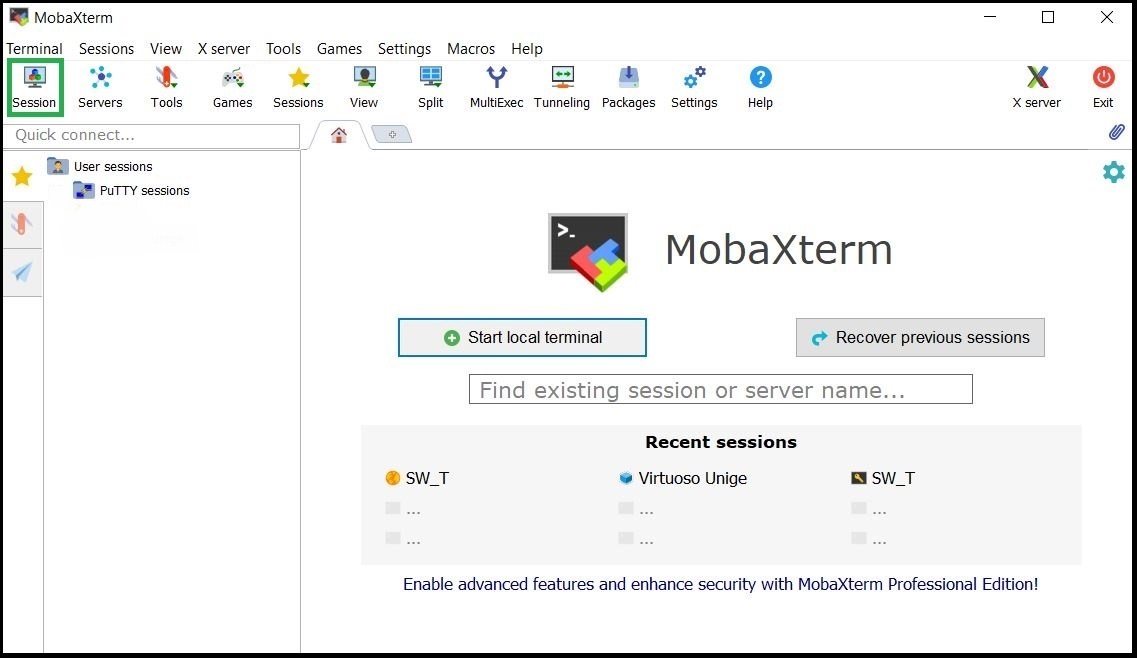 MobaXterm
Terminal Sessions View X server Tools Games Settings Macros Help
Session Servers Tools Games Sessions View Split MultiExec Tunneling Packages Settings Help X server Exit
Quick connect...
User sessions
PuTTY sessions
>_
MobaXterm
Start local terminal Recover previous sessions
Find existing session or server name...
Recent sessions
SW_T Virtuoso Unige SW_T
... ... ...
... ... ...
Enable advanced features and enhance security with MobaXterm Professional Edition!